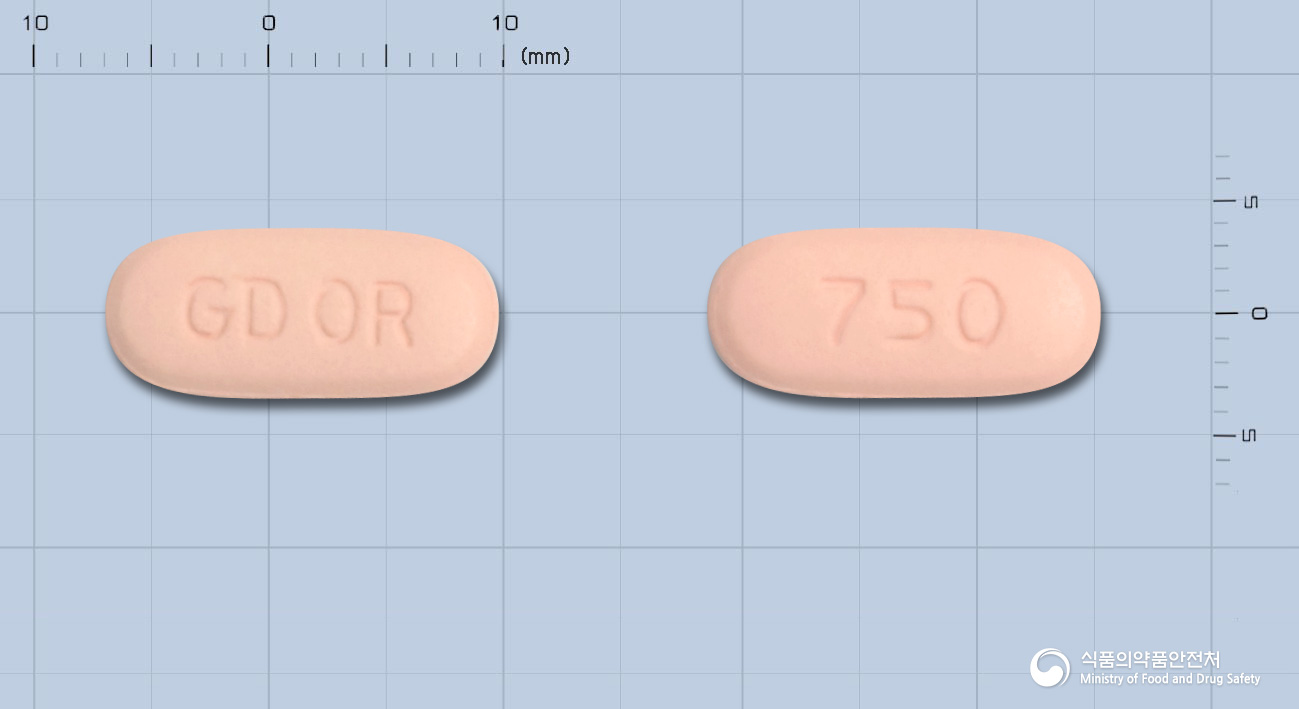 10 0 10
(mm)
GD OR
750
5
0
5
식품의약품안전처
Ministry of Food and Drug Safety